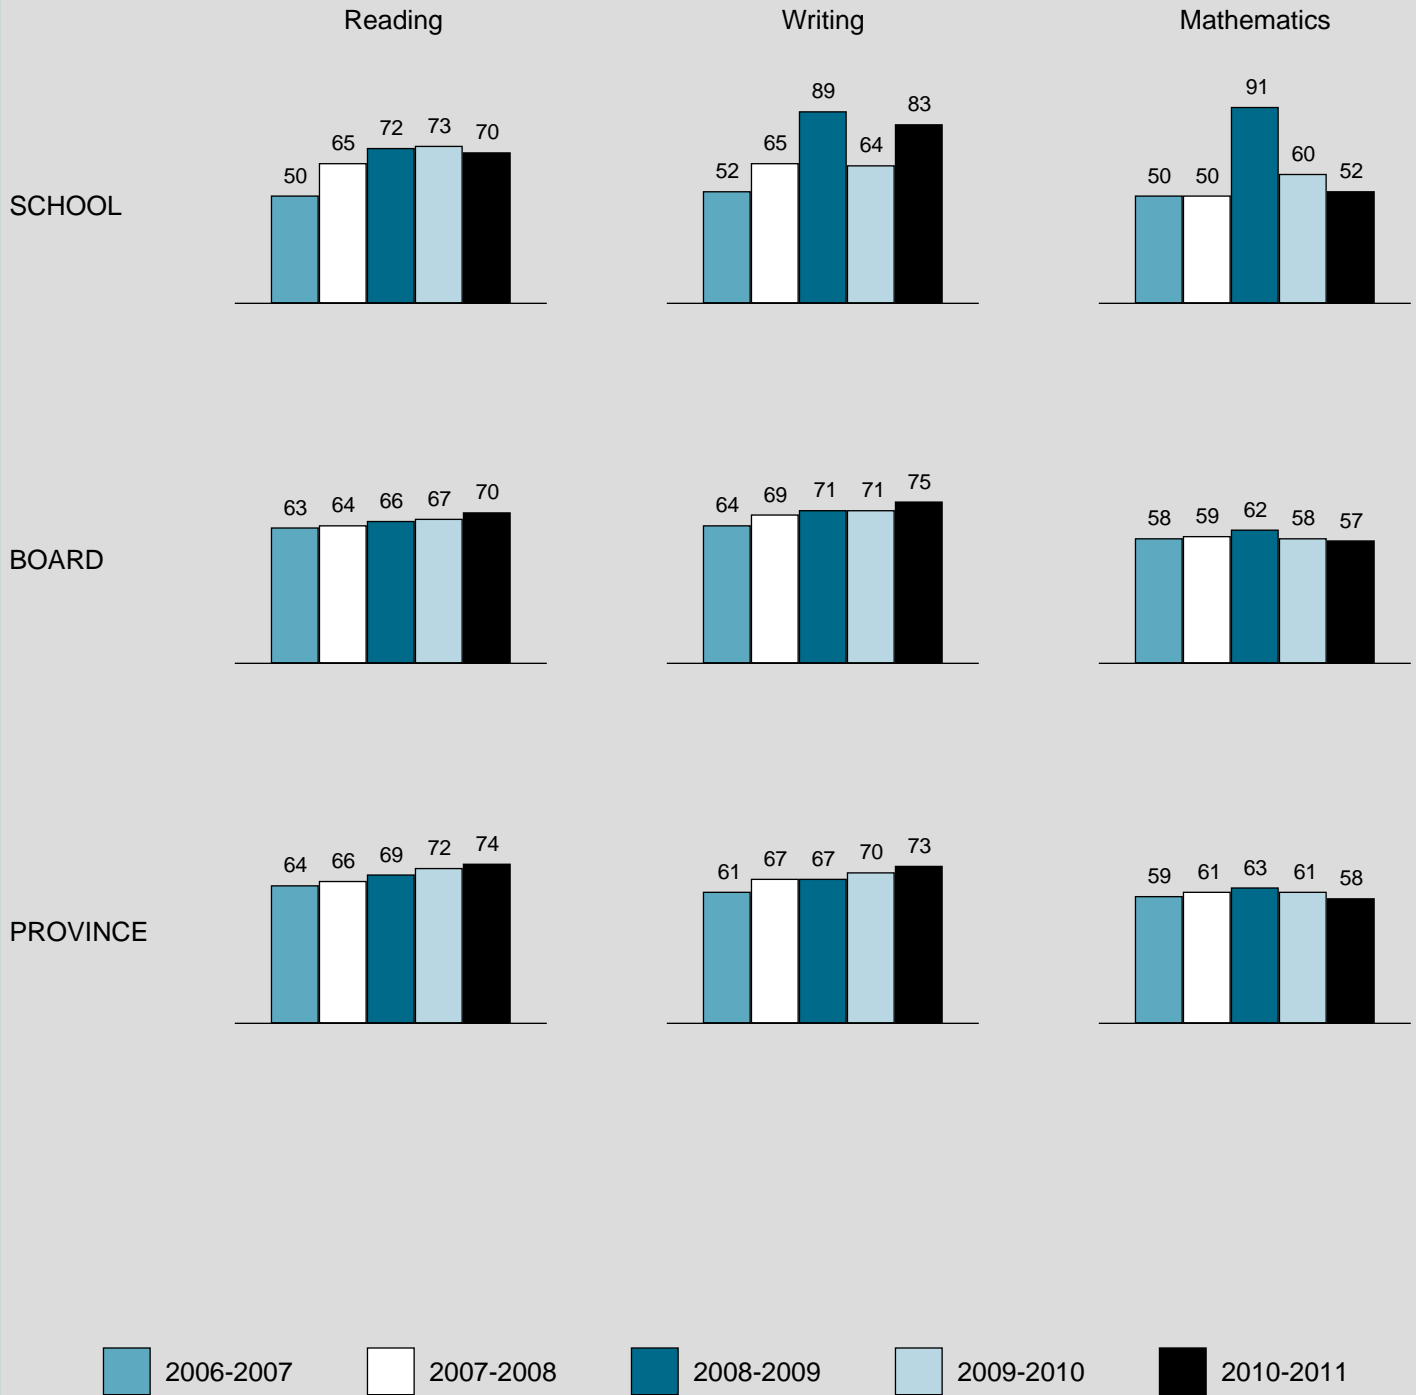 Reading Writing Mathematics
SCHOOL
50 65 72 73 70
52 65 89 64 83
50 50 91 60 52
BOARD
63 64 66 67 70
64 69 71 71 75
58 59 62 58 57
PROVINCE
64 66 69 72 74
61 67 67 70 73
59 61 63 61 58
2006-2007 2007-2008 2008-2009 2009-2010 2010-2011